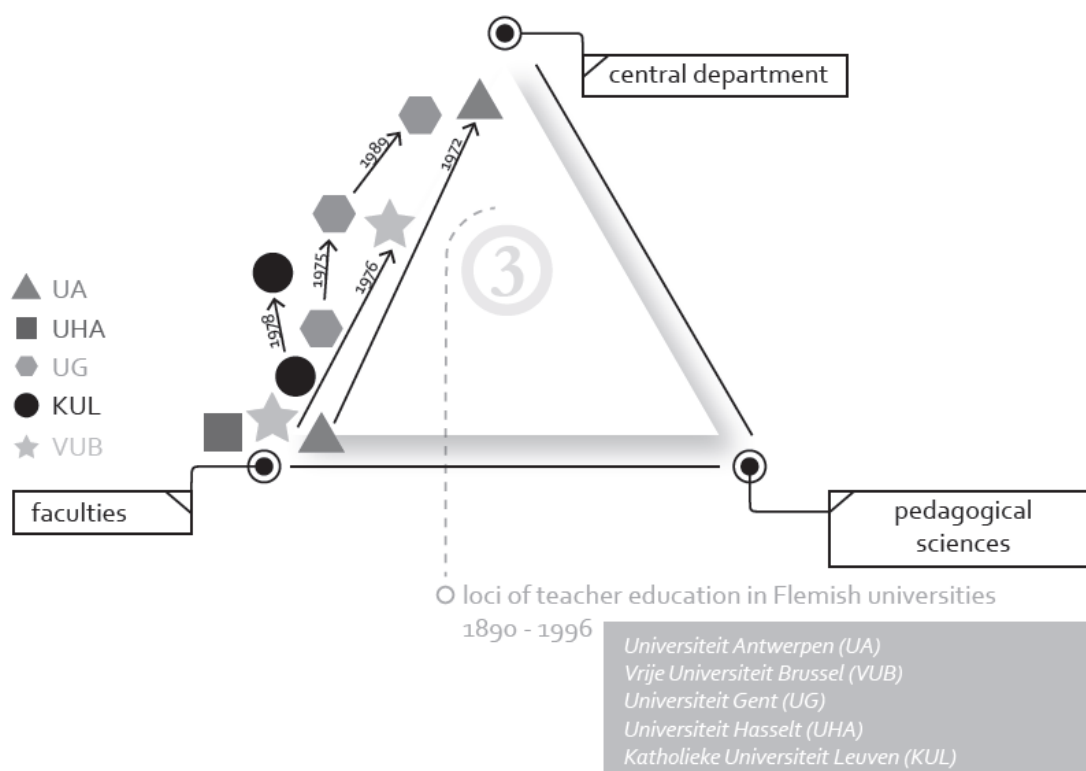 central department
1989
1972
3
1975
1976
1978
UA
UHA
UG
KUL
VUB
faculties
pedagogical
sciences
loci of teacher education in Flemish universities
1890 - 1996
Universiteit Antwerpen (UA)
Vrije Universiteit Brussel (VUB)
Universiteit Gent (UG)
Universiteit Hasselt (UHA)
Katholieke Universiteit Leuven (KUL)